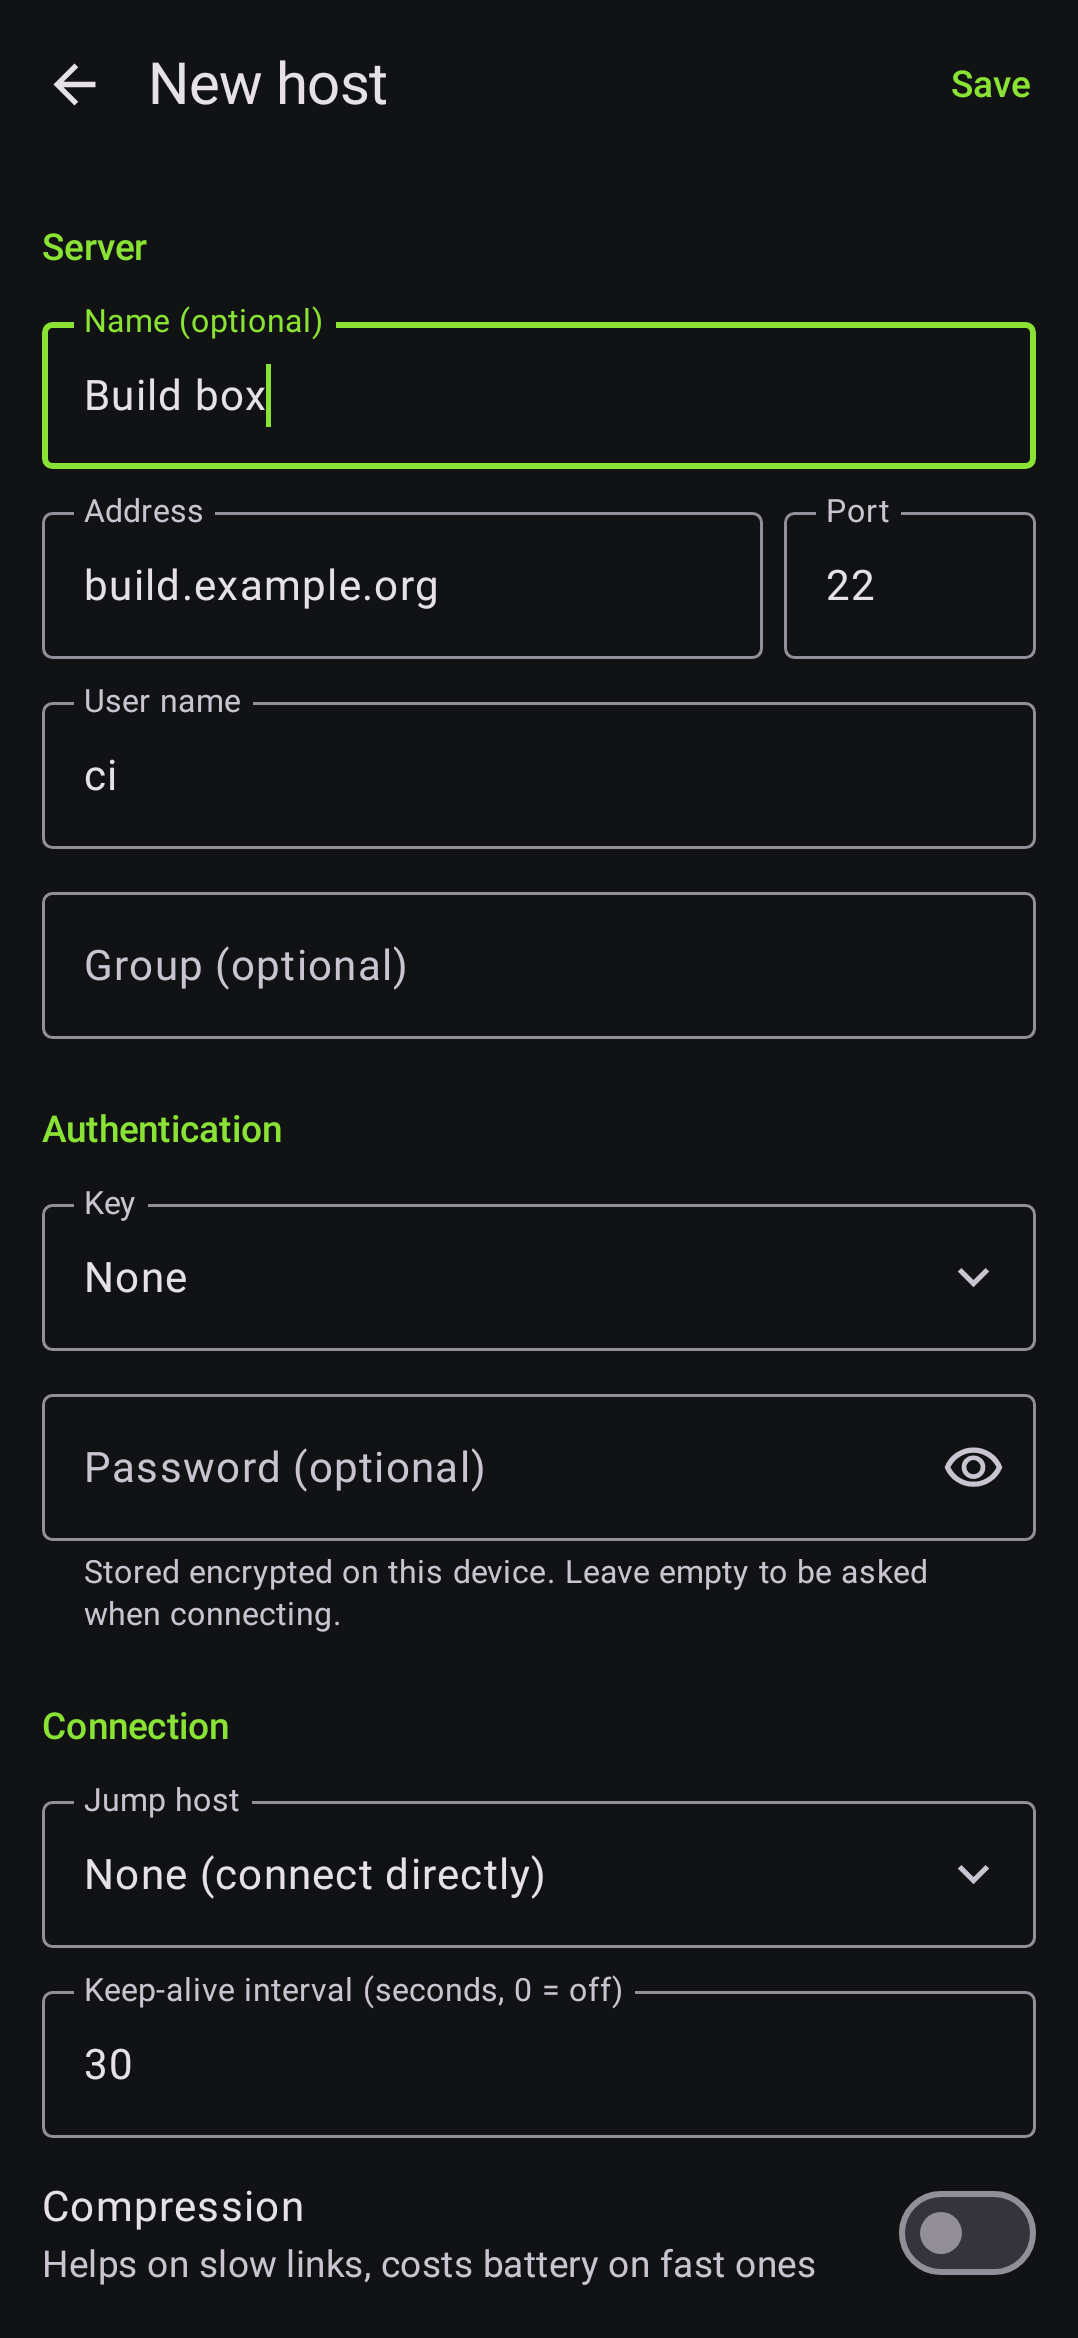 New host
Save
Server
Name (optional)
Build box
Address
Port
build.example.org
22
User name
ci
Group (optional)
Authentication
Key
None
Password (optional)
Stored encrypted on this device. Leave empty to be asked
when connecting.
Connection
Jump host
None (connect directly)
Keep-alive interval (seconds, 0 = off)
30
Compression
Helps on slow links, costs battery on fast ones